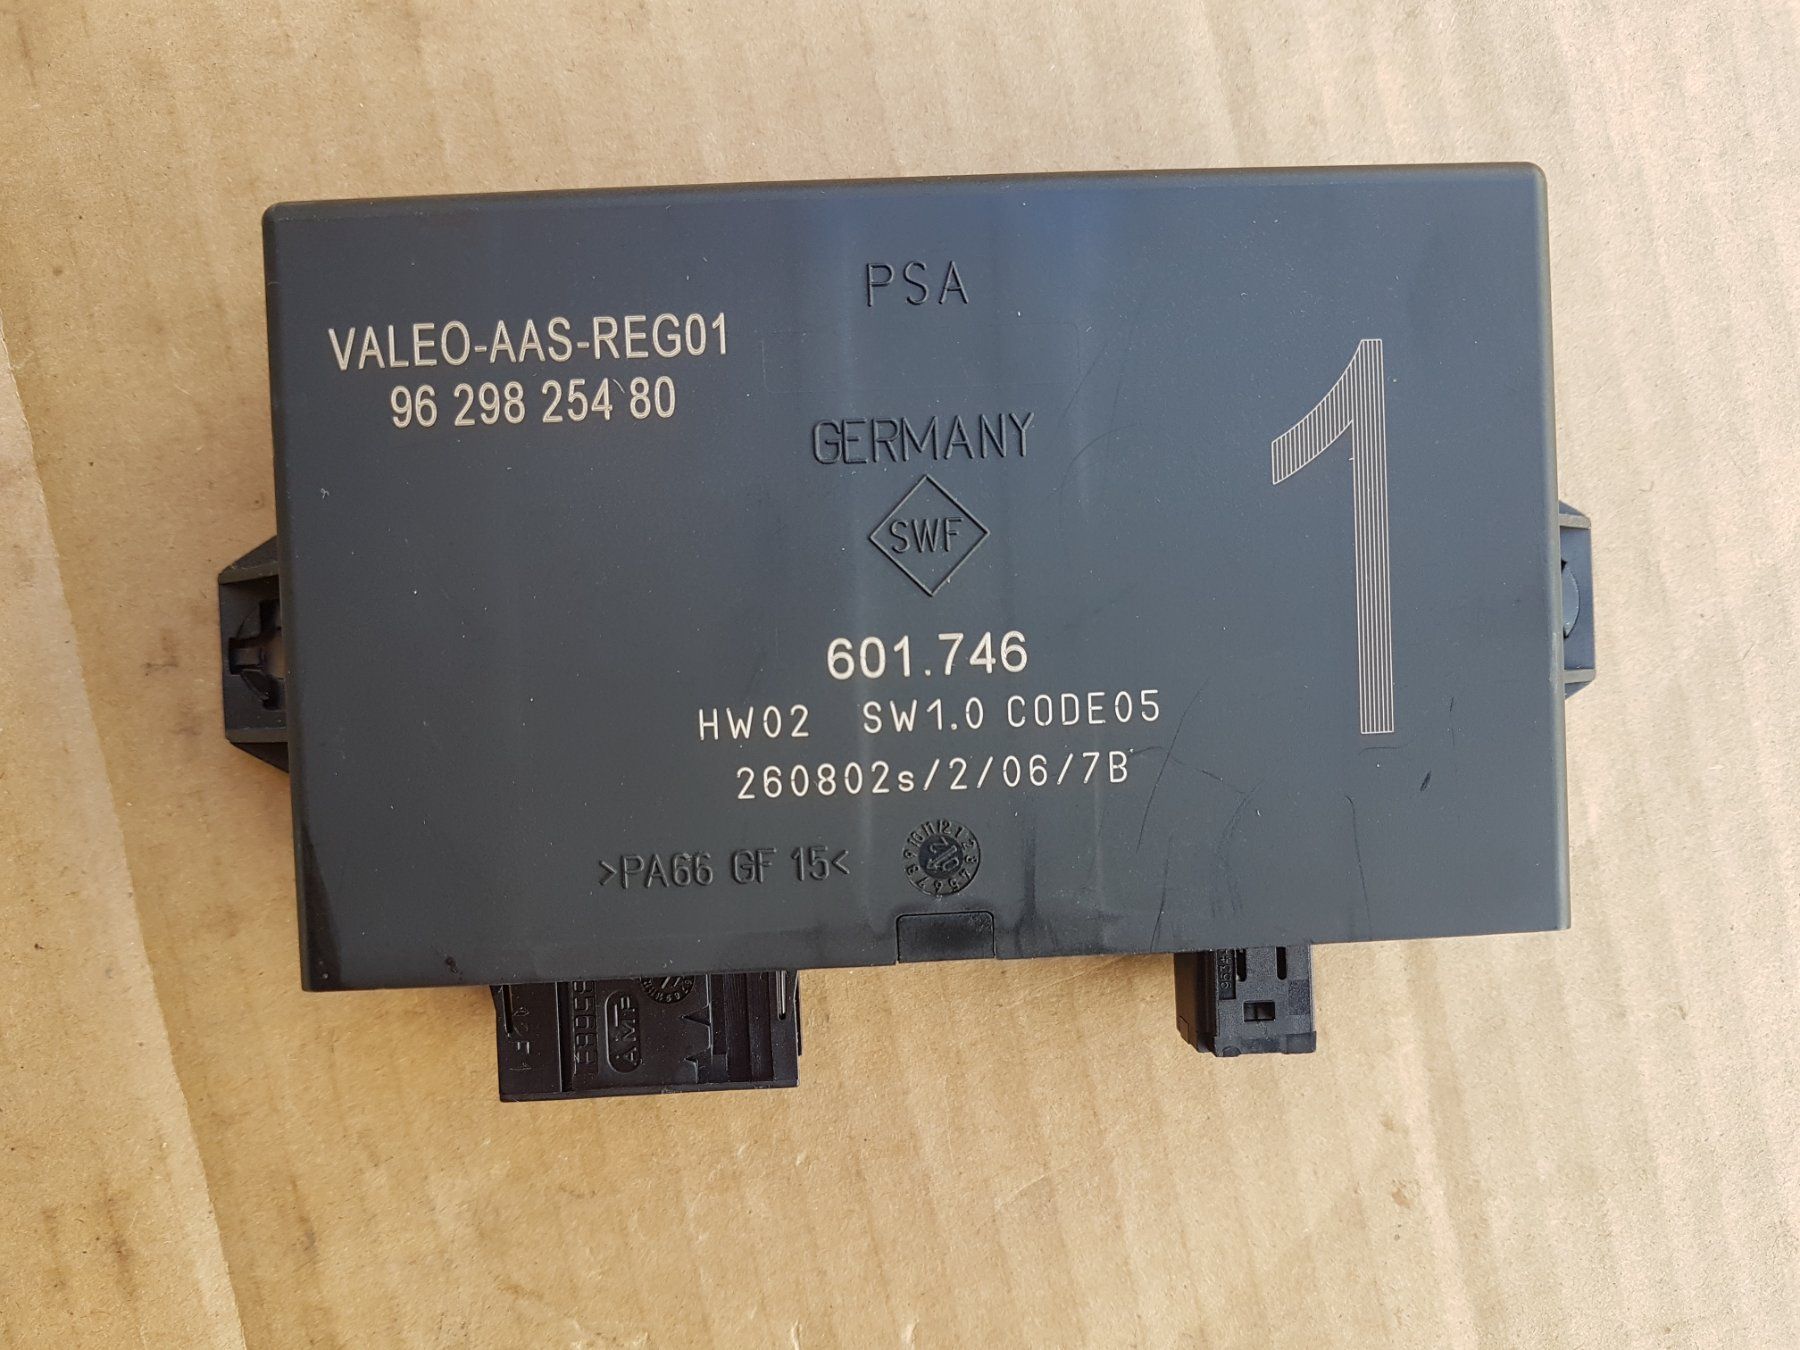 PSA
VALEO-AAS-REG01
96 298 254 80
GERMANY
SWF
1
601.746
HW02 SW1.0 CODE05
260802s/2/06/7B
>PA66 GF 15<
AMP